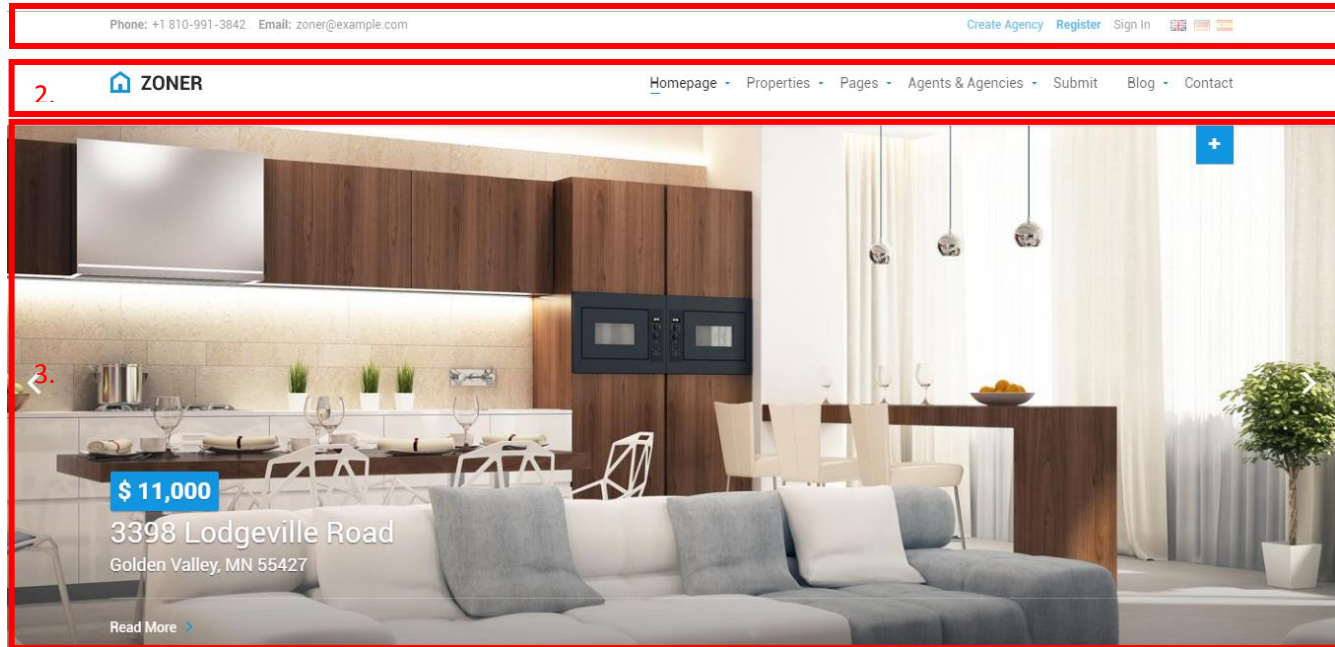 Phone: +1 810-991-3842 Email: zoner@example.com Create Agency Register Sign In
2. ZONER Homepage Properties Pages Agents & Agencies Submit Blog Contact
+
3.
$ 11,000
3398 Lodgeville Road
Golden Valley, MN 55427
Read More